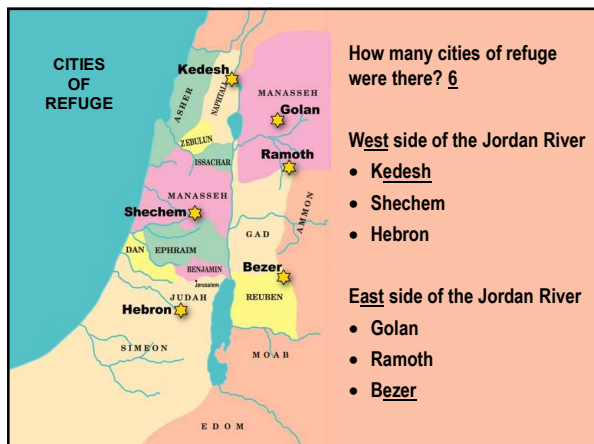 CITIES
OF
REFUGE
Kedesh
ASHER
NAPHTALI
MANASSEH
Golan
ZEBULUN
ISSACHAR
Ramoth
MANASSEH
Shechem
AMMON
GAD
DAN
EPHRAIM
BENJAMIN
Jerusalem
Bezer
REUBEN
JUDAH
Hebron
SIMEON
MOAB
EDOM
How many cities of refuge
were there? 6
West side of the Jordan River
• Kedesh
• Shechem
• Hebron
East side of the Jordan River
• Golan
• Ramoth
• Bezer